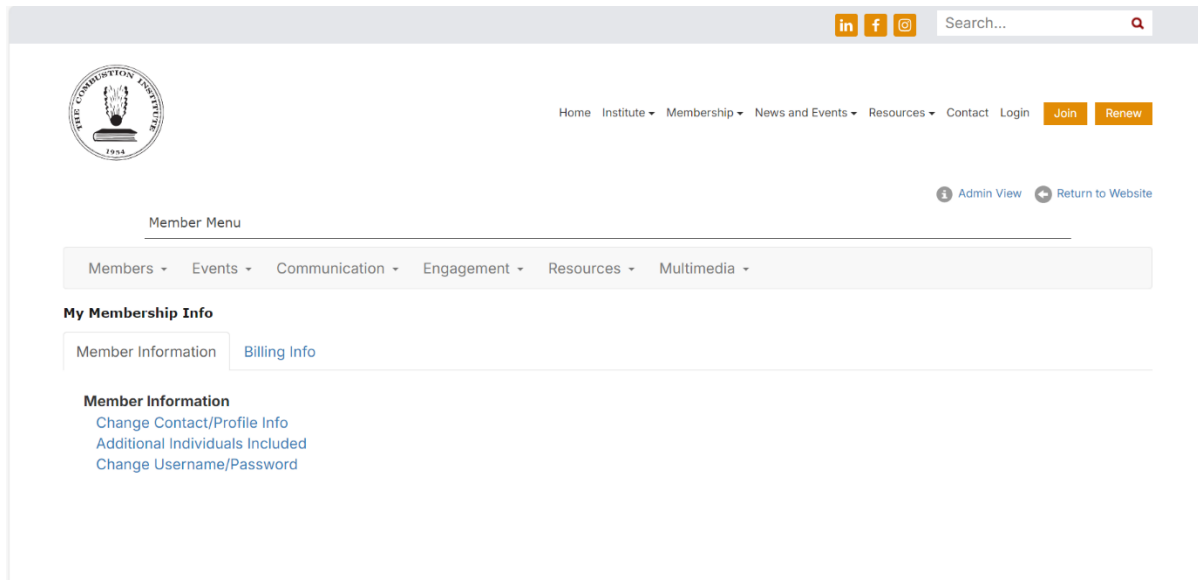 in f Search...
THE COMBUSTION INSTITUTE
1954
Home Institute Membership News and Events Resources Contact Login Join Renew
Admin View Return to Website
Member Menu
Members Events Communication Engagement Resources Multimedia
My Membership Info
Member Information Billing Info
Member Information
Change Contact/Profile Info
Additional Individuals Included
Change Username/Password